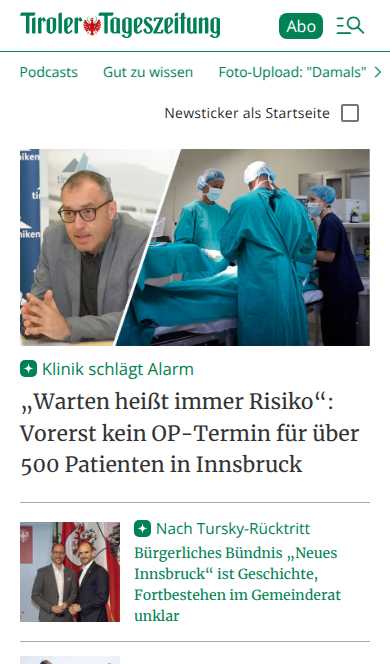 Tiroler Tageszeitung
Abo
Podcasts Gut zu wissen Foto-Upload: "Damals"
Newsticker als Startseite
Klinik schlägt Alarm
„Warten heißt immer Risiko“:
Vorerst kein OP-Termin für über
500 Patienten in Innsbruck
Nach Tursky-Rücktritt
Bürgerliches Bündnis „Neues
Innsbruck“ ist Geschichte,
Fortbestehen im Gemeinderat
unklar